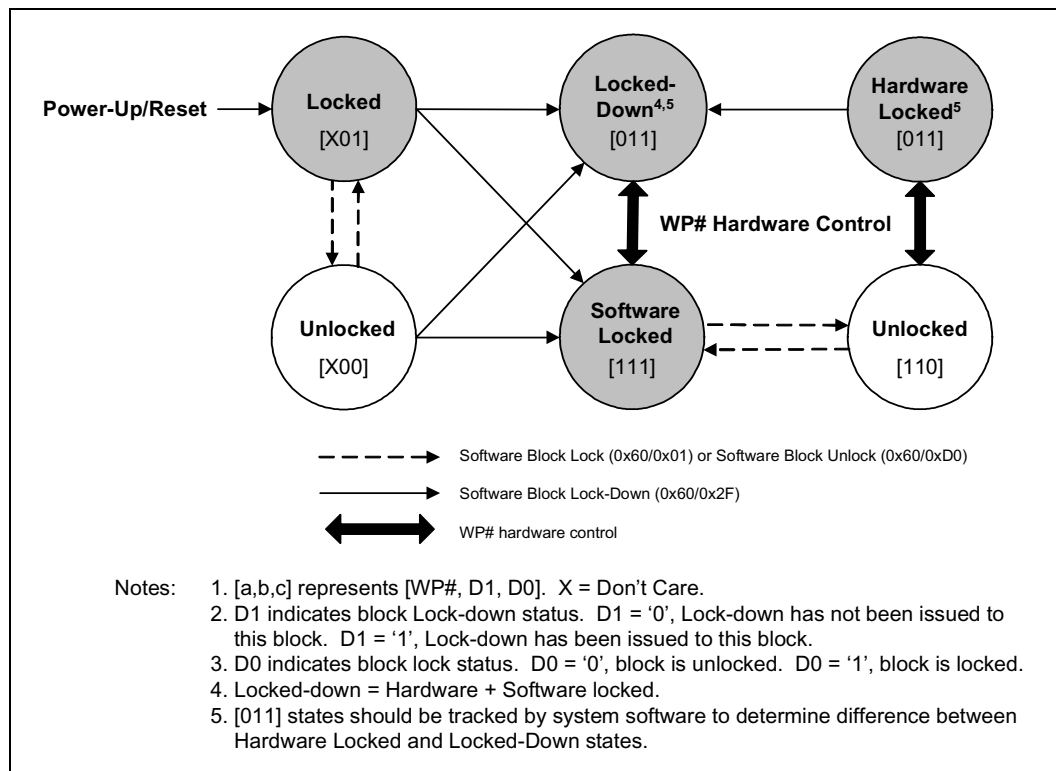 Power-Up/Reset
Locked
[X01]
Locked-
Down4,5
[011]
Hardware
Locked5
[011]
WP# Hardware Control
Unlocked
[X00]
Software
Locked
[111]
Unlocked
[110]
Software Block Lock (0x60/0x01) or Software Block Unlock (0x60/0xD0)
Software Block Lock-Down (0x60/0x2F)
WP# hardware control
Notes: 1. [a,b,c] represents [WP#, D1, D0]. X = Don't Care.
2. D1 indicates block Lock-down status. D1 = '0', Lock-down has not been issued to
this block. D1 = '1', Lock-down has been issued to this block.
3. D0 indicates block lock status. D0 = '0', block is unlocked. D0 = '1', block is locked.
4. Locked-down = Hardware + Software locked.
5. [011] states should be tracked by system software to determine difference between
Hardware Locked and Locked-Down states.